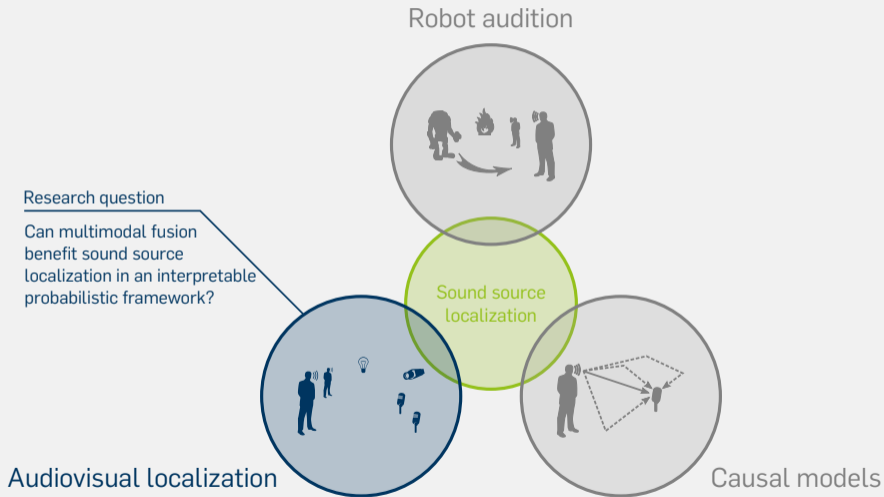 Robot audition
Research question
Can multimodal fusion
benefit sound source
localization in an interpretable
probabilistic framework?
Sound source
localization
Audiovisual localization
Causal models